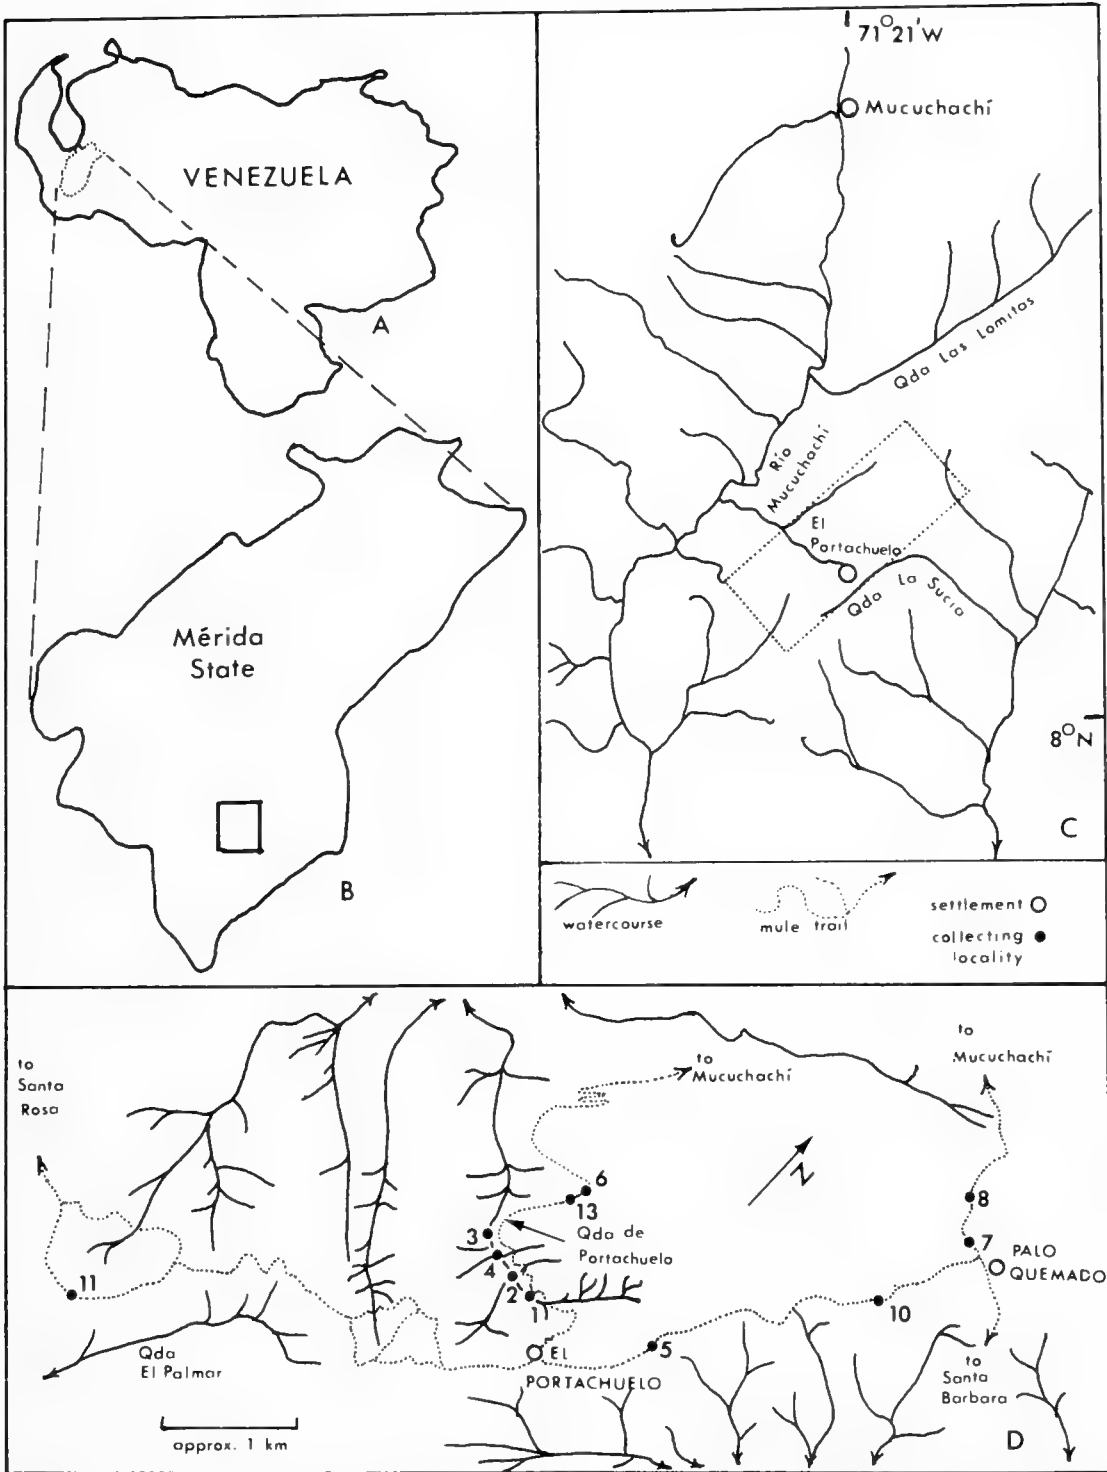 VENEZUELA
A
Mérida
State
B
71°21'W
Mucuchachí
Qda Las Lomitas
Río
Mucuchachí
El
Portachuelo
Qda La Sucia
8°N
C
watercourse
mule trail
settlement
collecting
locality
to
Santa
Rosa
to
Mucuchachí
to
Mucuchachí
N
6
13
8
3
Qda de
Portachuelo
4
7
PALO
QUEMADO
2
11
1
10
5
EL
PORTACHUELO
Qda
El Palmar
to
Santa
Barbara
approx. 1 km
D